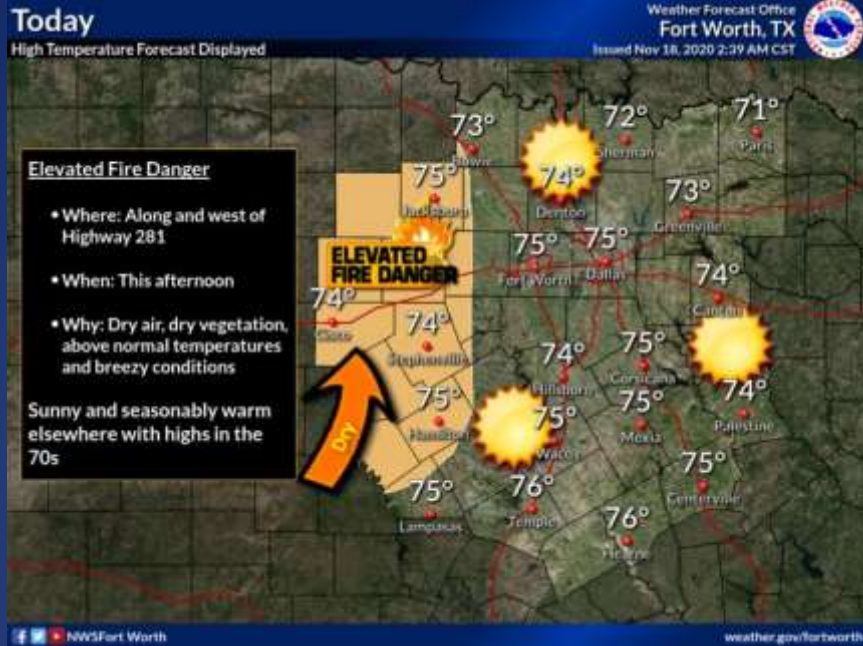 Today
High Temperature Forecast Displayed
Weather Forecast Office
Fort Worth, TX
Issued Nov 18, 2020 2:39 AM CST
Elevated Fire Danger
• Where: Along and west of
Highway 281
• When: This afternoon
• Why: Dry air, dry vegetation,
above normal temperatures
and breezy conditions
Sunny and seasonably warm
elsewhere with highs in the
70s
73°
Bowie
72°
Sherman
71°
Paris
75°
Jacksboro
74°
Denton
73°
Greenville
ELEVATED
FIRE DANGER
75°
Fort Worth
75°
Dallas
74°
Canton
74°
Cisco
74°
Stephenville
74°
Hillsboro
75°
Corsicana
74°
Palestine
75°
Hamilton
75°
Waco
75°
Mexia
Dry
75°
Lampasas
76°
Temple
75°
Centerville
76°
Hearne
NWSFort Worth
weather.gov/fortworth